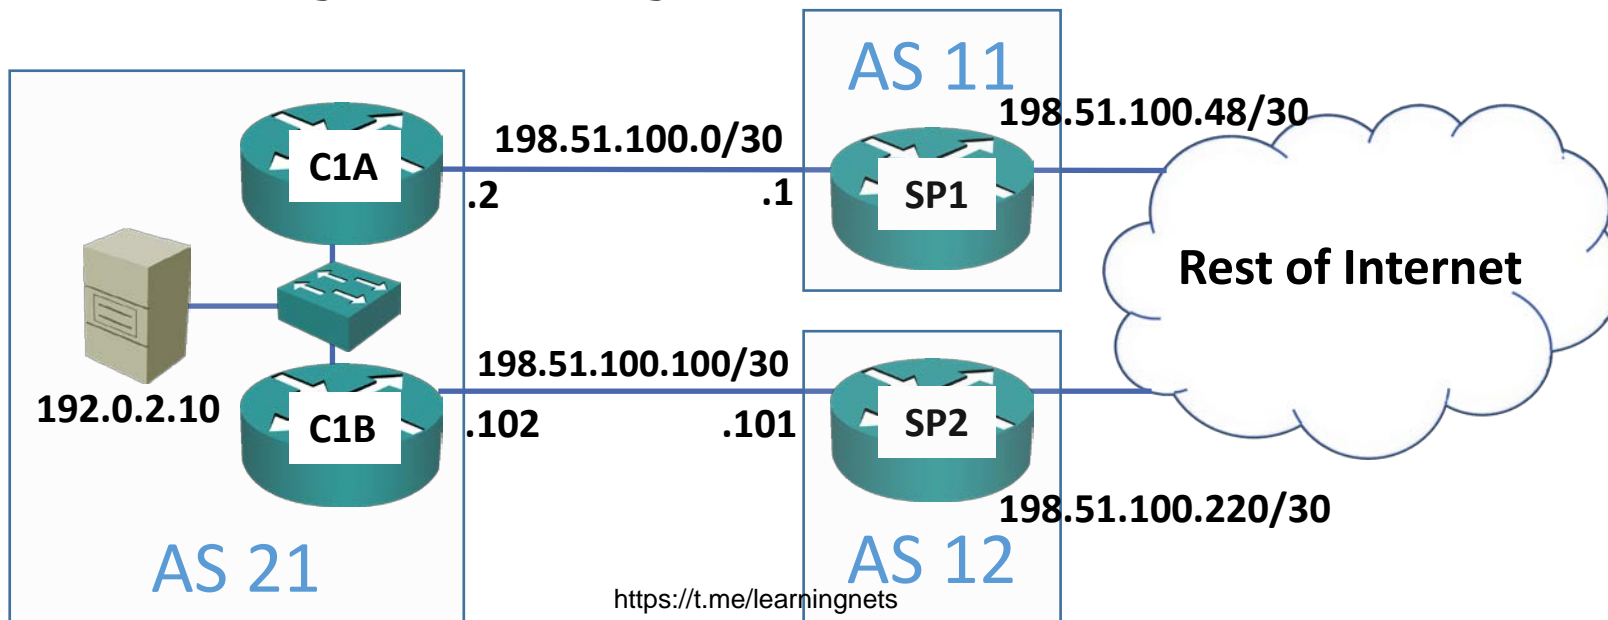 AS 11
198.51.100.48/30
198.51.100.0/30
C1A
.2
.1
SP1
Rest of Internet
198.51.100.100/30
192.0.2.10
C1B
.102
.101
SP2
198.51.100.220/30
AS 21
AS 12
https://t.me/learningnets